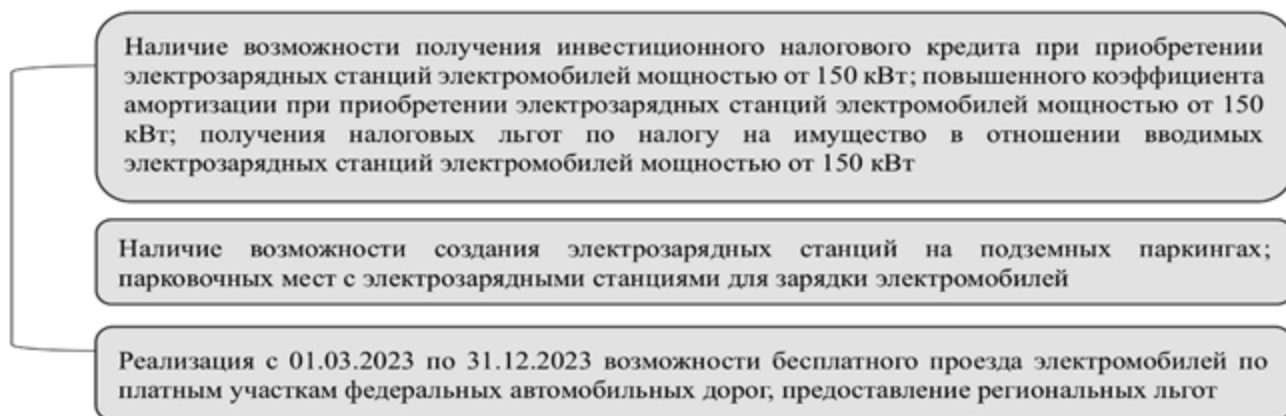 Наличие возможности получения инвестиционного налогового кредита при приобретении
электрозарядных станций электромобилей мощностью от 150 кВт; повышенного коэффициента
амортизации при приобретении электрозарядных станций электромобилей мощностью от 150
кВт; получения налоговых льгот по налогу на имущество в отношении вводимых
электрозарядных станций электромобилей мощностью от 150 кВт
Наличие возможности создания электрозарядных станций на подземных паркингах;
парковочных мест с электрозарядными станциями для зарядки электромобилей
Реализация с 01.03.2023 по 31.12.2023 возможности бесплатного проезда электромобилей по
платным участкам федеральных автомобильных дорог, предоставление региональных льгот